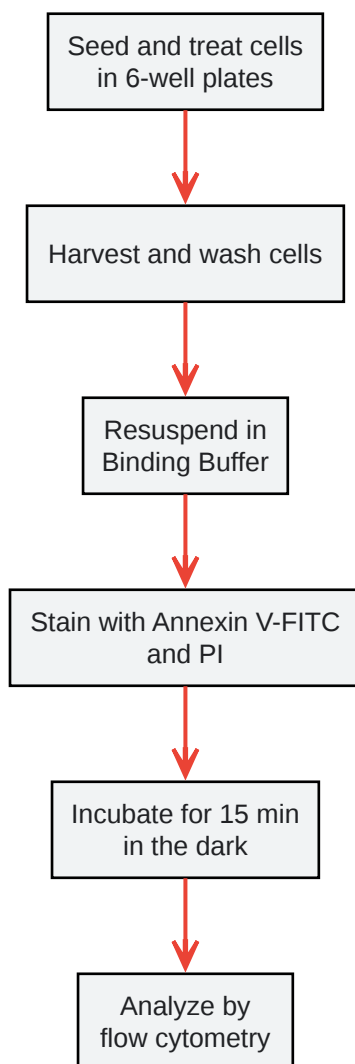 Seed and treat cells
in 6-well plates
Harvest and wash cells
Resuspend in
Binding Buffer
Stain with Annexin V-FITC
and PI
Incubate for 15 min
in the dark
Analyze by
flow cytometry